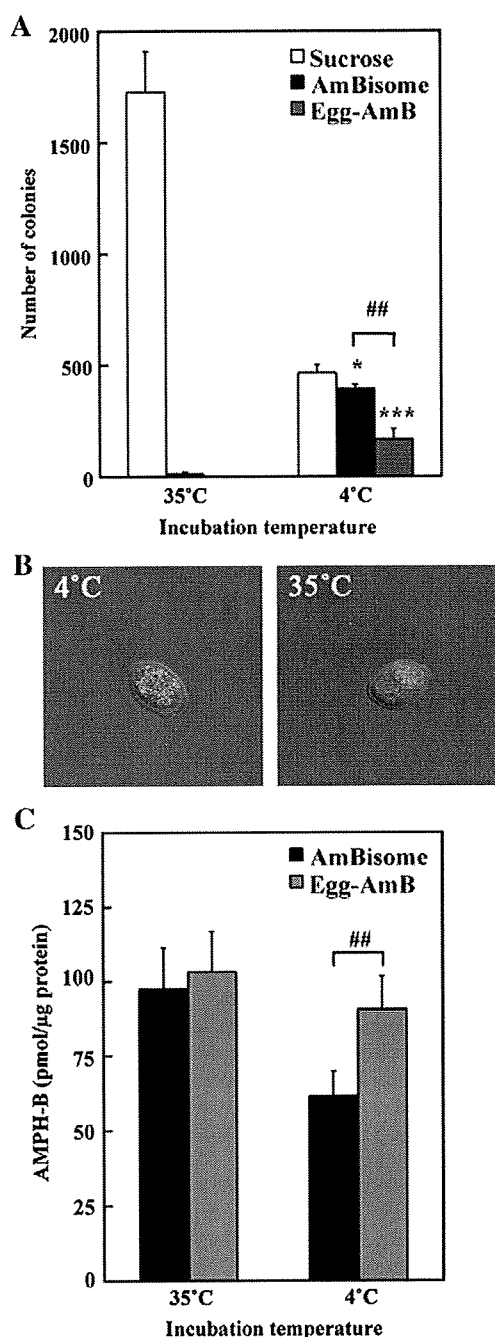 A
2000
1500
1000
500
0
Number of colonies
Sucrose
AmBisome
Egg-AmB
##
*
***
35°C
4°C
Incubation temperature
B
4°C
35°C
C
150
125
100
75
50
25
0
AMPH-B (pmol/µg protein)
AmBisome
Egg-AmB
##
35°C
4°C
Incubation temperature